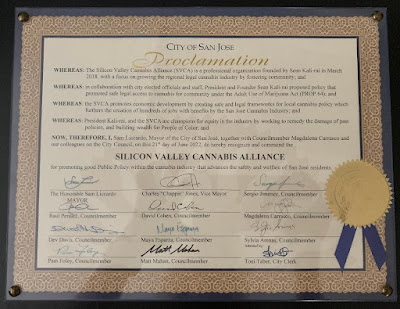 CITY OF SAN JOSE
Proclamation
WHEREAS: The Silicon Valley Cannabis Alliance (SVCA) is a professional organization founded by Sean Kali-rai in March
2018, with a focus on growing the regional cannabis industry by fostering community; and
WHEREAS: in collaboration with city elected officials and staff, President and Founder Sean Kali-rai proposed policy that
promoted safe legal access to cannabis for community under the Adult Use of Marijuana Act (PROP 64); and
WHEREAS: the SVCA promotes economic development by creating safe and legal frameworks for local cannabis policy which
furthers the creation of hundreds of jobs with benefits by the San Jose Cannabis Industry; and
WHEREAS: President Kali-rai, and the SVCA are champions for equity in the industry by working to remedy the damage of past
policies, and building wealth for People of Color; and
NOW, THEREFORE, I, Sam Liccardo, Mayor of the City of San José, together with Councilmember Magdalena Carrasco and
our colleagues on the City Council, on this 21st day of June 2022, do hereby recognize and commend the
SILICON VALLEY CANNABIS ALLIANCE
for promoting good Public Policy within the cannabis industry that advances the safety and welfare of San José residents.
The Honorable Sam Liccardo
MAYOR
Charles "Chappie" Jones, Vice Mayor
Sergio Jimenez, Councilmember
Raul Peralez, Councilmember
David Cohen, Councilmember
Magdalena Carrasco, Councilmember
Dev Davis, Councilmember
Maya Esparza, Councilmember
Sylvia Arenas, Councilmember
Pam Foley, Councilmember
Matt Mahan, Councilmember
Toni Taber, City Clerk